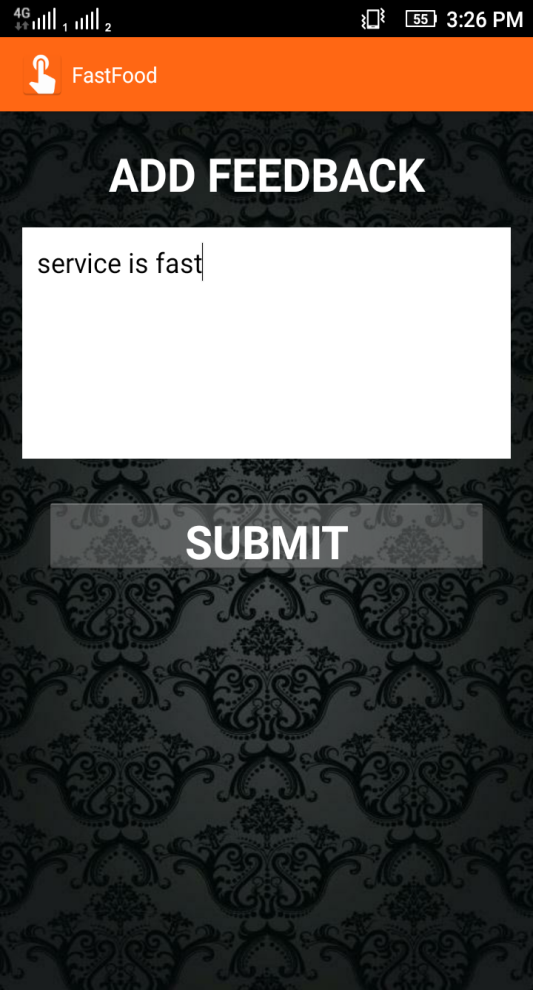 4G 1 2 55 3:26 PM
FastFood
ADD FEEDBACK
service is fast
SUBMIT